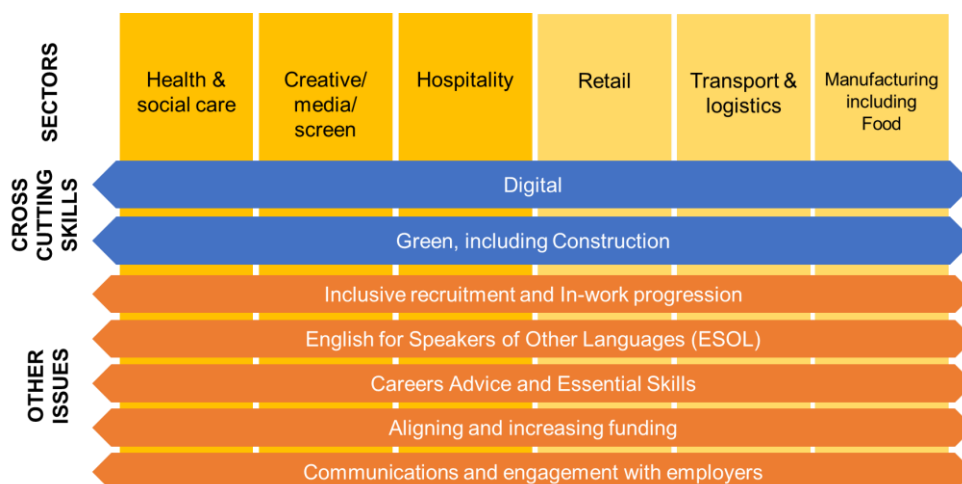 SECTORS
Health &
social care
Creative/
media/
screen
Hospitality
Retail
Transport &
logistics
Manufacturing
including
Food
CROSS
CUTTING
SKILLS
Digital
Green, including Construction
OTHER
ISSUES
Inclusive recruitment and In-work progression
English for Speakers of Other Languages (ESOL)
Careers Advice and Essential Skills
Aligning and increasing funding
Communications and engagement with employers